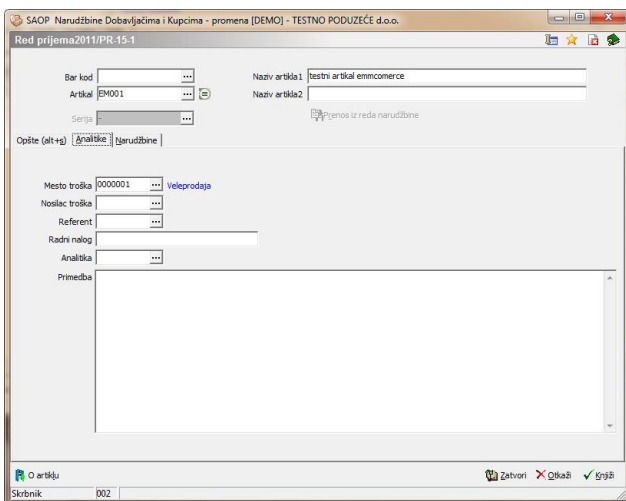 SAOP Narudžbine Dobavljačima i Kupcima - promena [DEMO] - TESTNO PODUZEĆE d.o.o.
Red prijema2011/PR-15-1
Bar kod ... Naziv artikla1 testni artikal emmcomerce
Artikal EM001 ... Naziv artikla2
Serija - ... Prenos iz reda narudžbine
Opšte (alt+s) Analitike Narudžbine
Mesto troška 0000001 ... Veleprodaja
Nosilac troška ...
Referent ...
Radni nalog
Analitika ...
Primedba
O artiklu Zatvori Otkaži Knjiži
Skrbnik 002